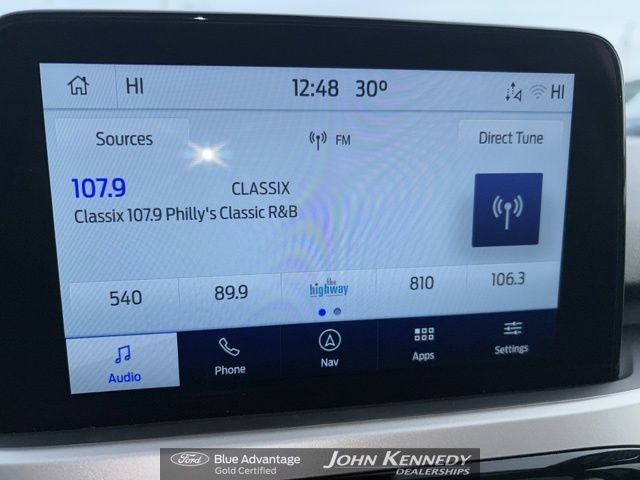 HI 12:48 30° HI
Sources FM Direct Tune
107.9 CLASSIX
Classix 107.9 Philly's Classic R&B
540 89.9 the highway 810 106.3
Audio Phone Nav Apps Settings
Ford Blue Advantage Gold Certified
JOHN KENNEDY DEALERSHIPS